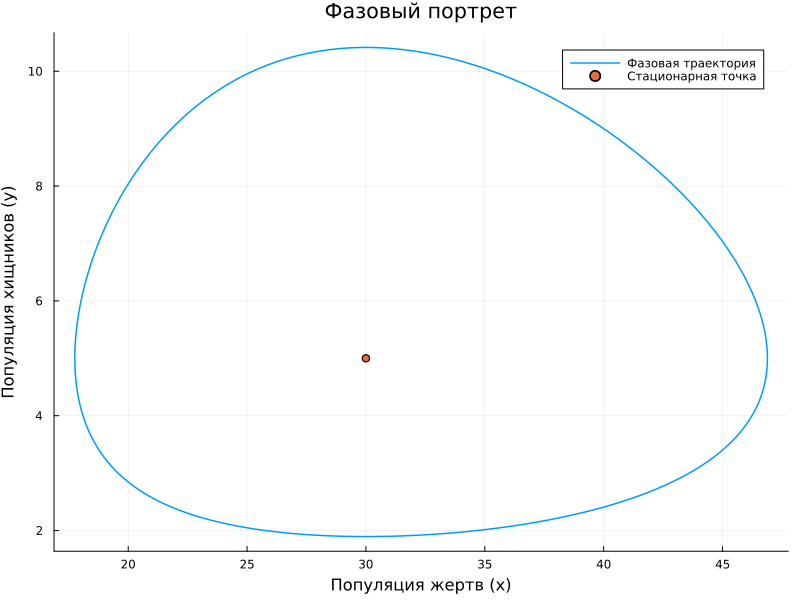 Фазовый портрет
Фазовая траектория
Стационарная точка
Популяция хищников (y)
10
8
6
4
2
20
25
30
35
40
45
Популяция жертв (x)